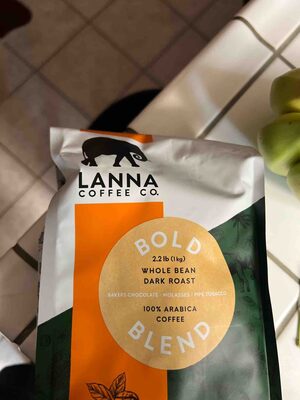 LANNA
COFFEE CO.
BOLD
2.2 lb (1kg)
WHOLE BEAN
DARK ROAST
BAKERS CHOCOLATE · MOLASSES · PIPE TOBACCO
100% ARABICA
COFFEE
BLEND